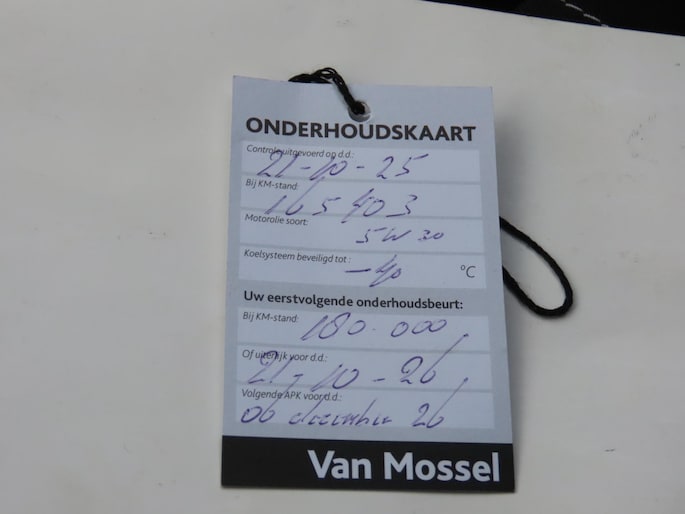 ONDERHOUDSKAART
Controle uitgevoerd op d.d.:
21-10-25
Bij KM-stand:
165403
Motorolie soort:
5W30
Koelsysteem beveiligd tot:
-40 °C
Uw eerstvolgende onderhoudsbeurt:
Bij KM-stand: 180.000
Of uiterlijk voor d.d.:
21-10-26
Volgende APK voor d.d.:
06 december 26
Van Mossel